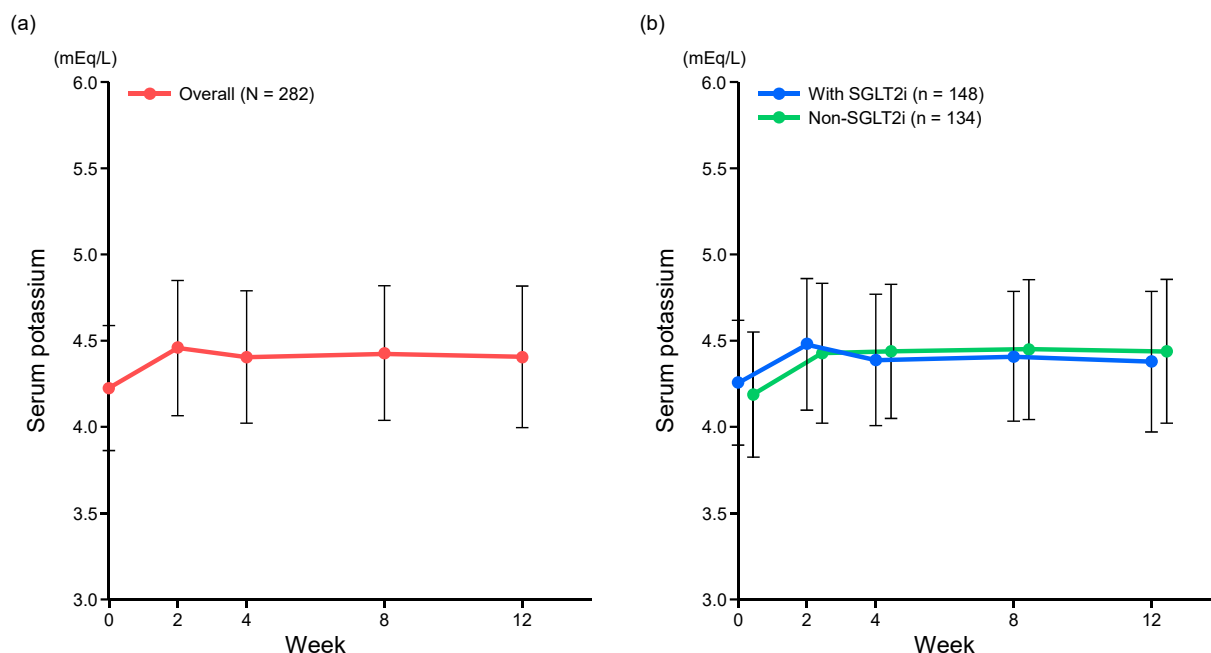 (a)
(mEq/L)
Overall (N = 282)
6.0
5.5
5.0
4.5
4.0
3.5
3.0
Serum potassium
0 2 4 8 12
Week
(b)
(mEq/L)
With SGLT2i (n = 148)
Non-SGLT2i (n = 134)
6.0
5.5
5.0
4.5
4.0
3.5
3.0
Serum potassium
0 2 4 8 12
Week